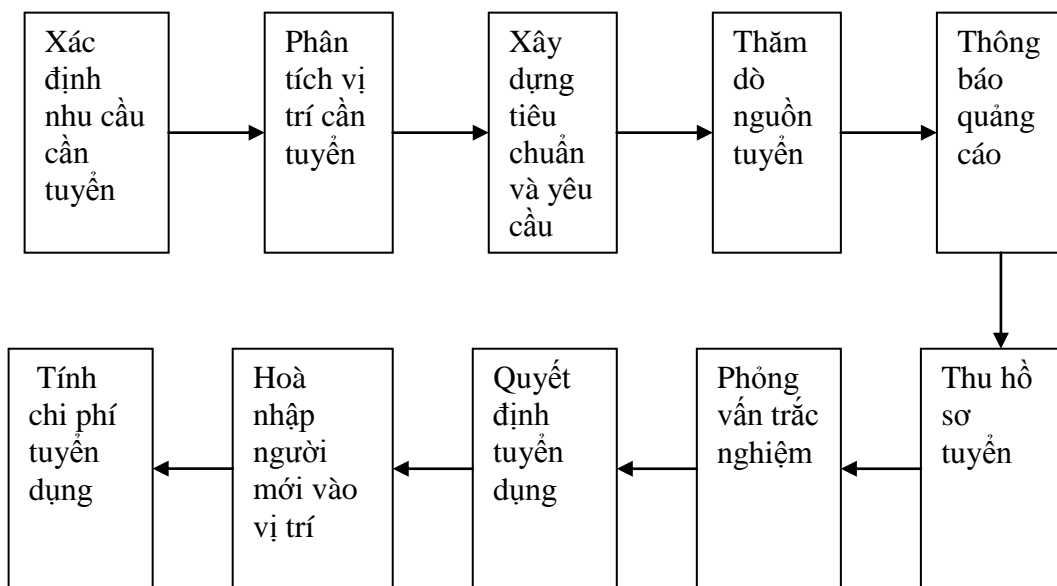 Xác
định
nhu cầu
cần
tuyển
Phân
tích vị
trí cần
tuyển
Xây
dựng
tiêu
chuẩn
và yêu
cầu
Thăm
dò
nguồn
tuyển
Thông
báo
quảng
cáo
Thu hồ
sơ
tuyển
Phỏng
vấn trắc
nghiệm
Quyết
định
tuyển
dụng
Hoà
nhập
người
mới vào
vị trí
Tính
chi phí
tuyển
dụng